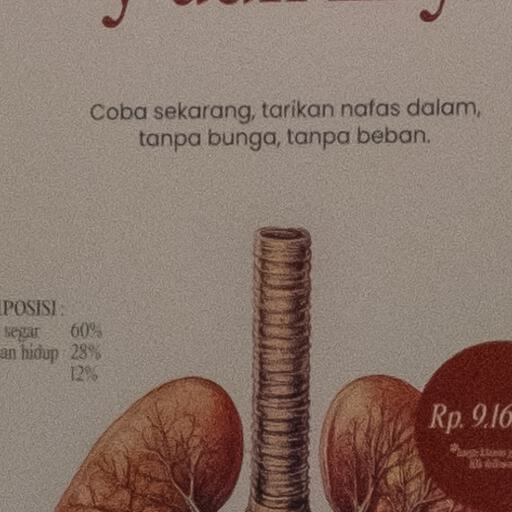 Coba sekarang, tarikan nafas dalam,
tanpa bunga, tanpa beban.
POSISI :
segar 60%
an hidup 28%
12%
Rp. 9.16